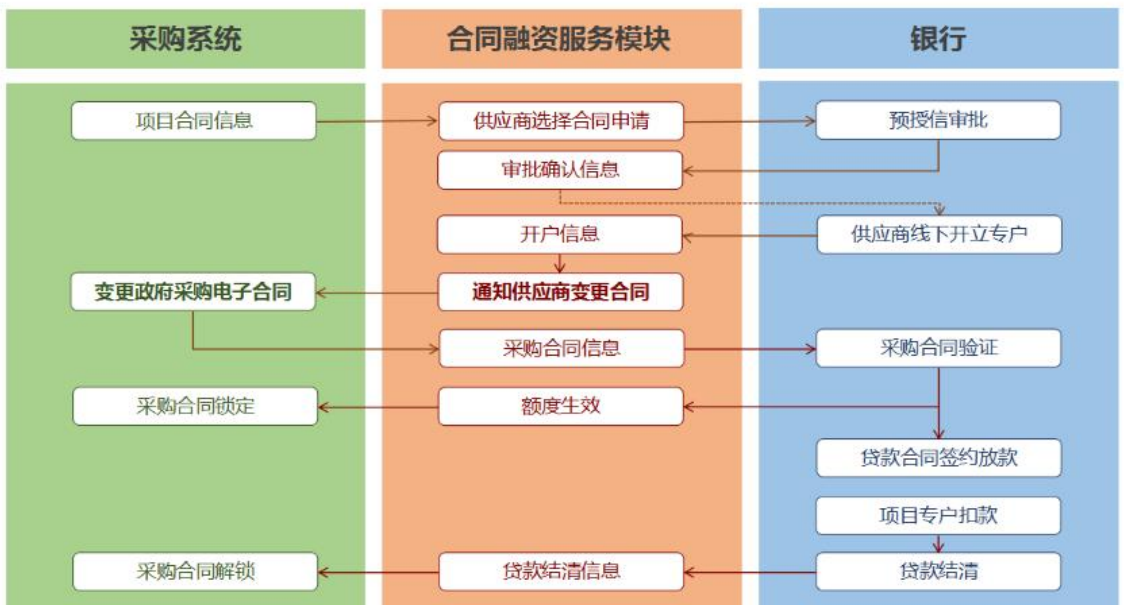 采购系统
合同融资服务模块
银行
项目合同信息
供应商选择合同申请
预授信审批
审批确认信息
开户信息
供应商线下开立专户
变更政府采购电子合同
通知供应商变更合同
采购合同信息
采购合同验证
采购合同锁定
额度生效
贷款合同签约放款
项目专户扣款
采购合同解锁
贷款结清信息
贷款结清